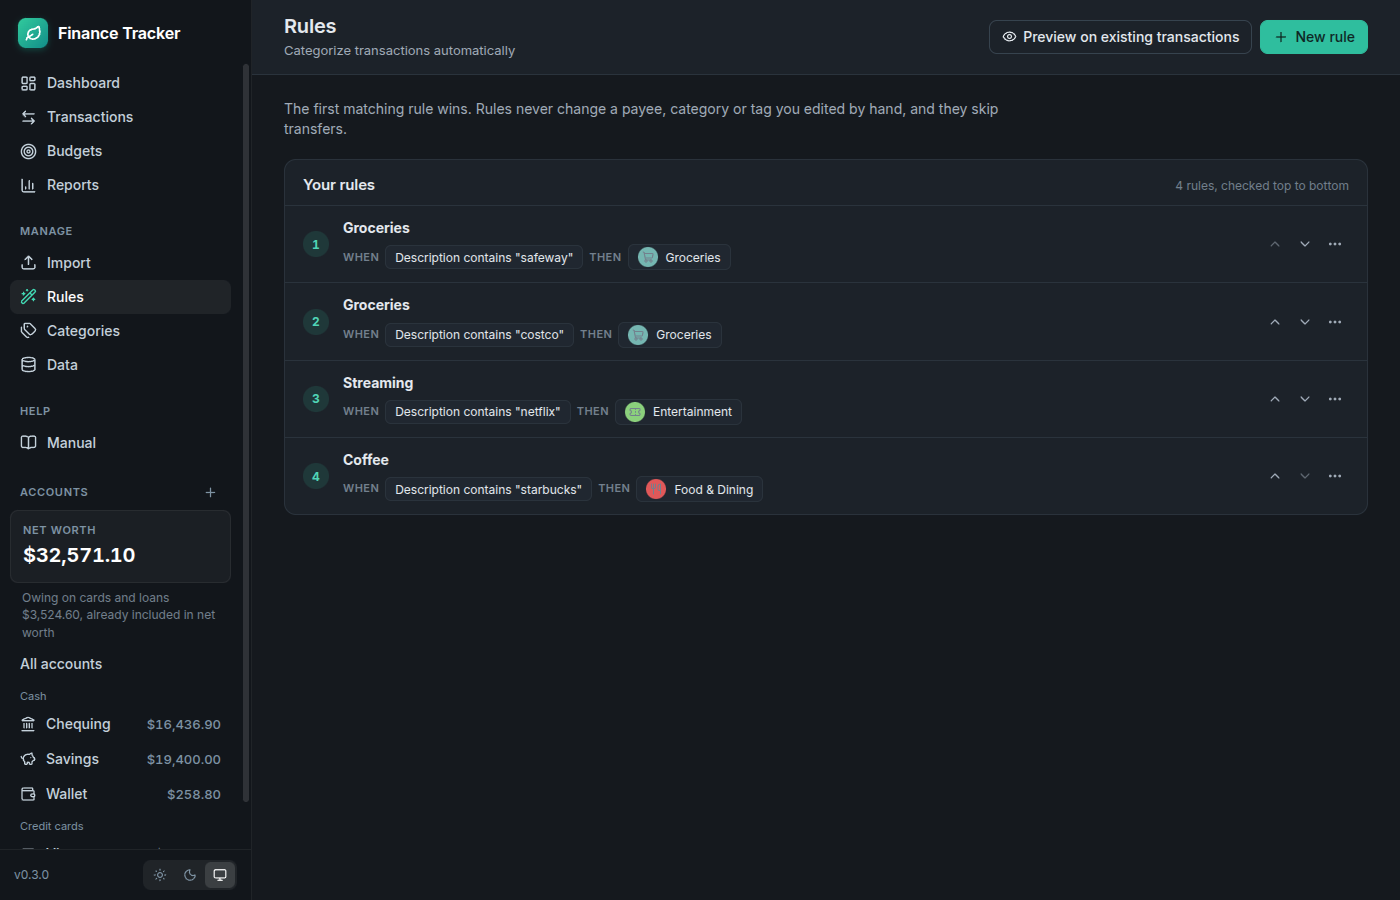 Finance Tracker
Dashboard
Transactions
Budgets
Reports
MANAGE
Import
Rules
Categories
Data
HELP
Manual
ACCOUNTS
NET WORTH
$32,571.10
Owing on cards and loans
$3,524.60, already included in net
worth
All accounts
Cash
Chequing $16,436.90
Savings $19,400.00
Wallet $258.80
Credit cards
v0.3.0
Rules
Categorize transactions automatically
Preview on existing transactions
New rule
The first matching rule wins. Rules never change a payee, category or tag you edited by hand, and they skip
transfers.
Your rules
4 rules, checked top to bottom
1
Groceries
WHEN Description contains "safeway" THEN Groceries
2
Groceries
WHEN Description contains "costco" THEN Groceries
3
Streaming
WHEN Description contains "netflix" THEN Entertainment
4
Coffee
WHEN Description contains "starbucks" THEN Food & Dining